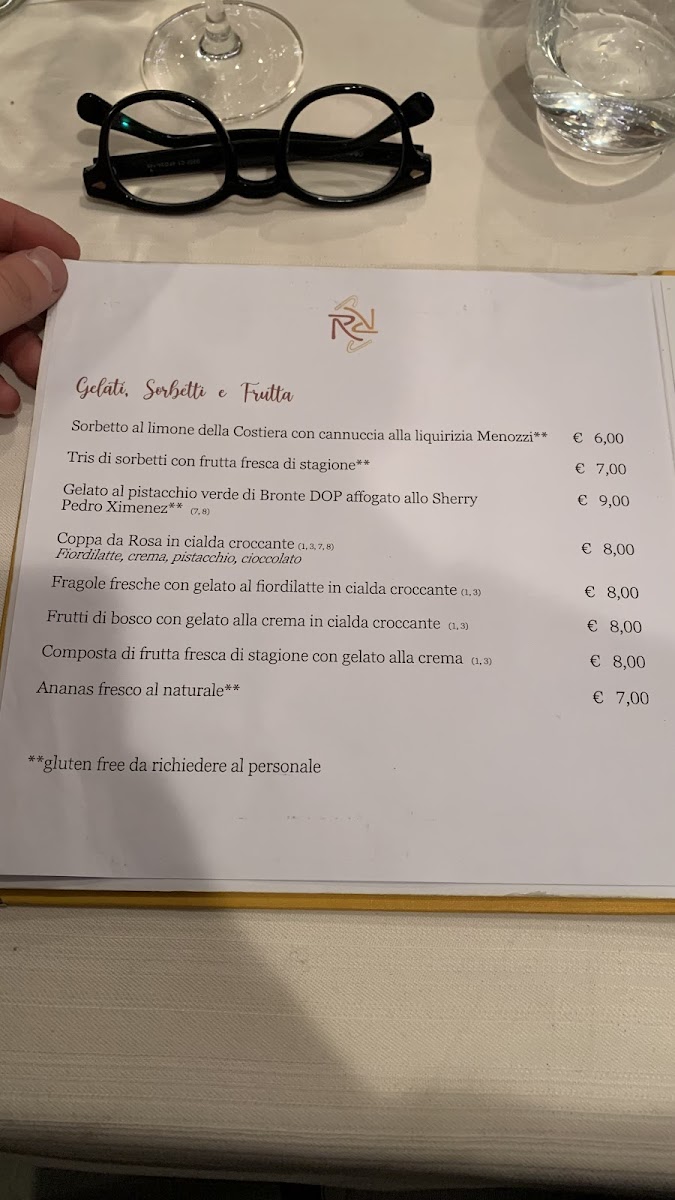 Gelati, Sorbetti e Frutta
Sorbetto al limone della Costiera con cannuccia alla liquirizia Menozzi** € 6,00
Tris di sorbetti con frutta fresca di stagione** € 7,00
Gelato al pistacchio verde di Bronte DOP affogato allo Sherry € 9,00
Pedro Ximenez** (7, 8)
Coppa da Rosa in cialda croccante (1, 3, 7, 8) € 8,00
Fiordilatte, crema, pistacchio, cioccolato
Fragole fresche con gelato al fiordilatte in cialda croccante (1, 3) € 8,00
Frutti di bosco con gelato alla crema in cialda croccante (1, 3) € 8,00
Composta di frutta fresca di stagione con gelato alla crema (1, 3) € 8,00
Ananas fresco al naturale** € 7,00
**gluten free da richiedere al personale